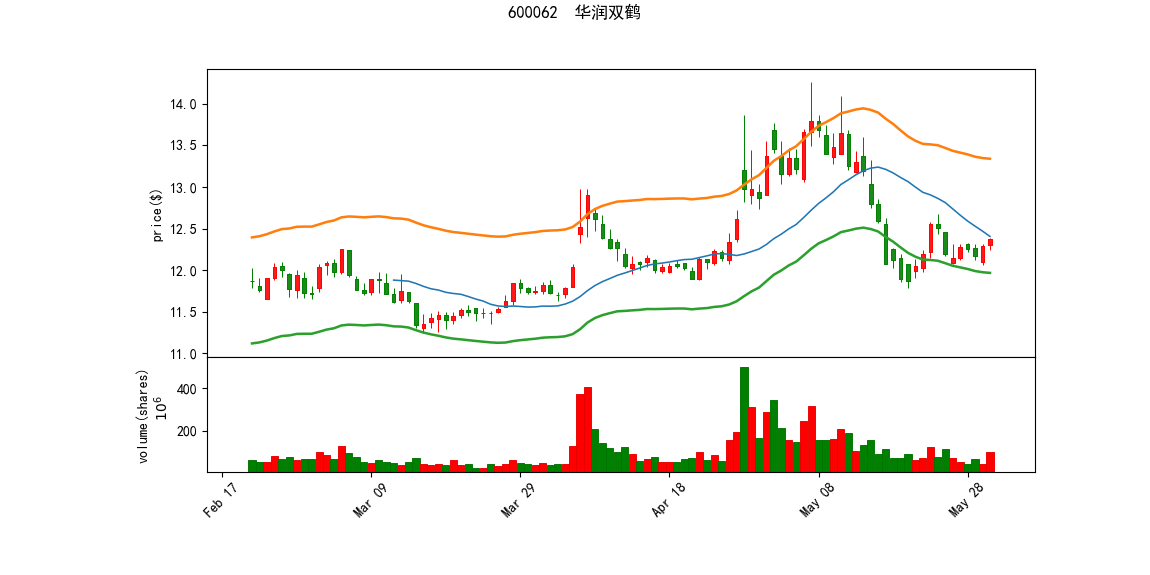 600062 华润双鹤
price($)
14.0
13.5
13.0
12.5
12.0
11.5
11.0
volume(shares)
10^6
400
200
Feb 17
Mar 09
Mar 29
Apr 18
May 08
May 28